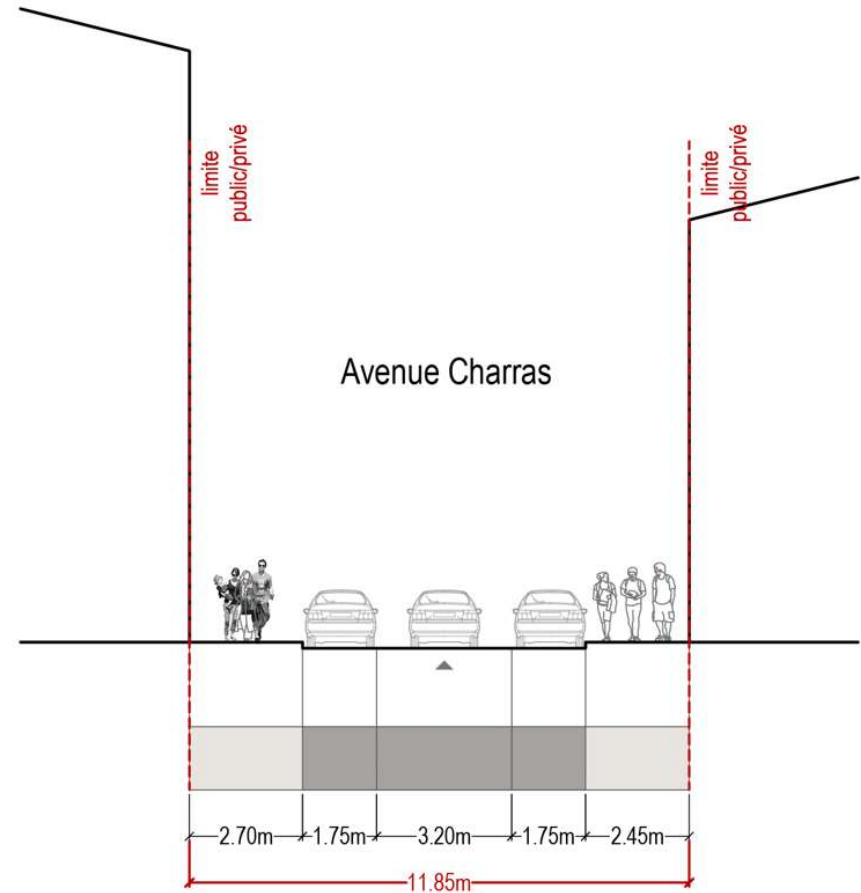 limite
public/privé
limite
public/privé
Avenue Charras
2.70m 1.75m 3.20m 1.75m 2.45m
11.85m